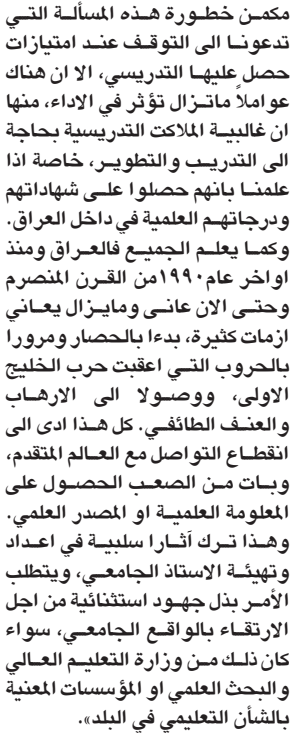 مكمن خطورة هذه المسألة التي
تدعونا الى التوقف عند امتيازات
حصل عليها التدريسي، الا ان هناك
عواملاً ماتزال تؤثر في الاداء، منها
ان غالبية الملاكت التدريسية بحاجة
الى التدريب والتطوير، خاصة اذا
علمنا بانهم حصلوا على شهاداتهم
ودرجاتهم العلمية في داخل العراق.
وكما يعلم الجميع فالعراق ومنذ
اواخر عام ١٩٩٠من القرن المنصرم
وحتى الان عانى ومايزال يعاني
ازمات كثيرة، بدءا بالحصار ومرورا
بالحروب التي اعقبت حرب الخليج
الاولى، ووصولا الى الارهاب
والعنف الطائفي. كل هذا ادى الى
انقطاع التواصل مع العالم المتقدم،
وبات من الصعب الحصول على
المعلومة العلمية او المصدر العلمي.
وهذا ترك آثارا سلبية في اعداد
وتهيئة الاستاذ الجامعي، ويتطلب
الأمر بذل جهود استثنائية من اجل
الارتقاء بالواقع الجامعي، سواء
كان ذلك من وزارة التعليم العالي
والبحث العلمي او المؤسسات المعنية
بالشأن التعليمي في البلد».